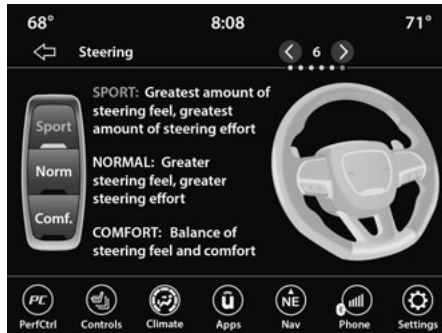 68° 8:08 71°
Steering 6
SPORT: Greatest amount of
steering feel, greatest
amount of steering effort
Sport
NORMAL: Greater
steering feel, greater
steering effort
Norm
COMFORT: Balance of
steering feel and comfort
Comf.
PC ū NE
PerfCtrl Controls Climate Apps Nav Phone Settings